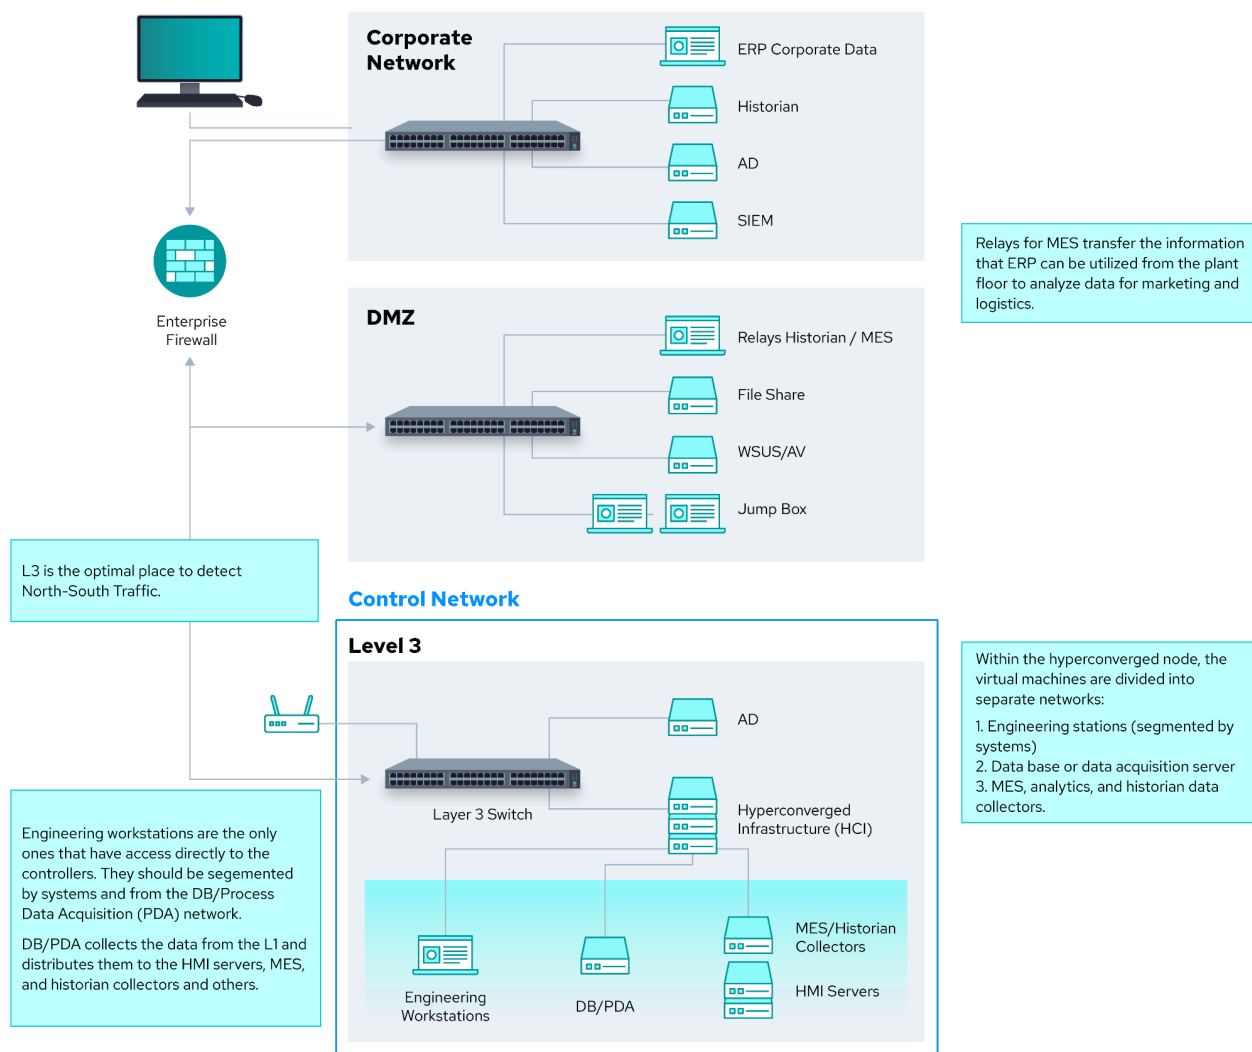 Corporate
Network
ERP Corporate Data
Historian
AD
SIEM
Enterprise
Firewall
Relays for MES transfer the information
that ERP can be utilized from the plant
floor to analyze data for marketing and
logistics.
DMZ
Relays Historian / MES
File Share
WSUS/AV
Jump Box
L3 is the optimal place to detect
North-South Traffic.
Control Network
Level 3
AD
Layer 3 Switch
Hyperconverged
Infrastructure (HCI)
Within the hyperconverged node, the
virtual machines are divided into
separate networks:
1. Engineering stations (segmented by
systems)
2. Data base or data acquisition server
3. MES, analytics, and historian data
collectors.
Engineering workstations are the only
ones that have access directly to the
controllers. They should be segemented
by systems and from the DB/Process
Data Acquisition (PDA) network.
DB/PDA collects the data from the L1 and
distributes them to the HMI servers, MES,
and historian collectors and others.
Engineering
Workstations
DB/PDA
MES/Historian
Collectors
HMI Servers